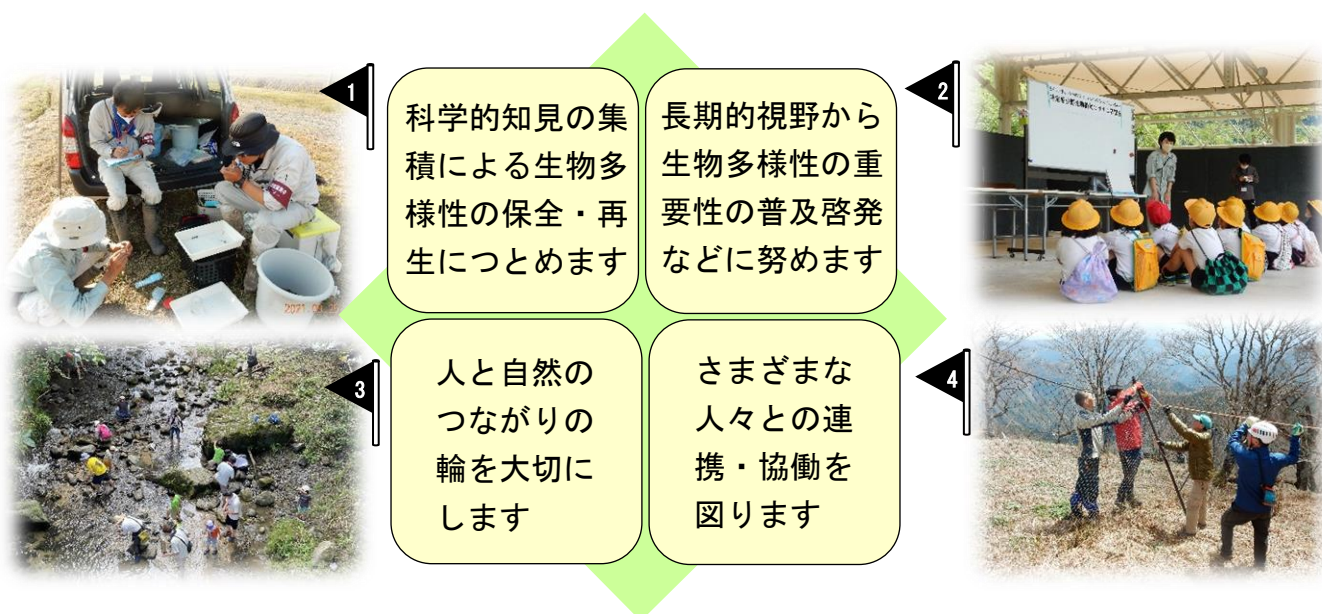 1
科学的知見の集
積による生物多
様性の保全・再
生につとめます
長期的視野から
生物多様性の重
要性の普及啓発
などに努めます
2
3
人と自然の
つながりの
輪を大切に
します
さまざまな
人々との連
携・協働を
図ります
4